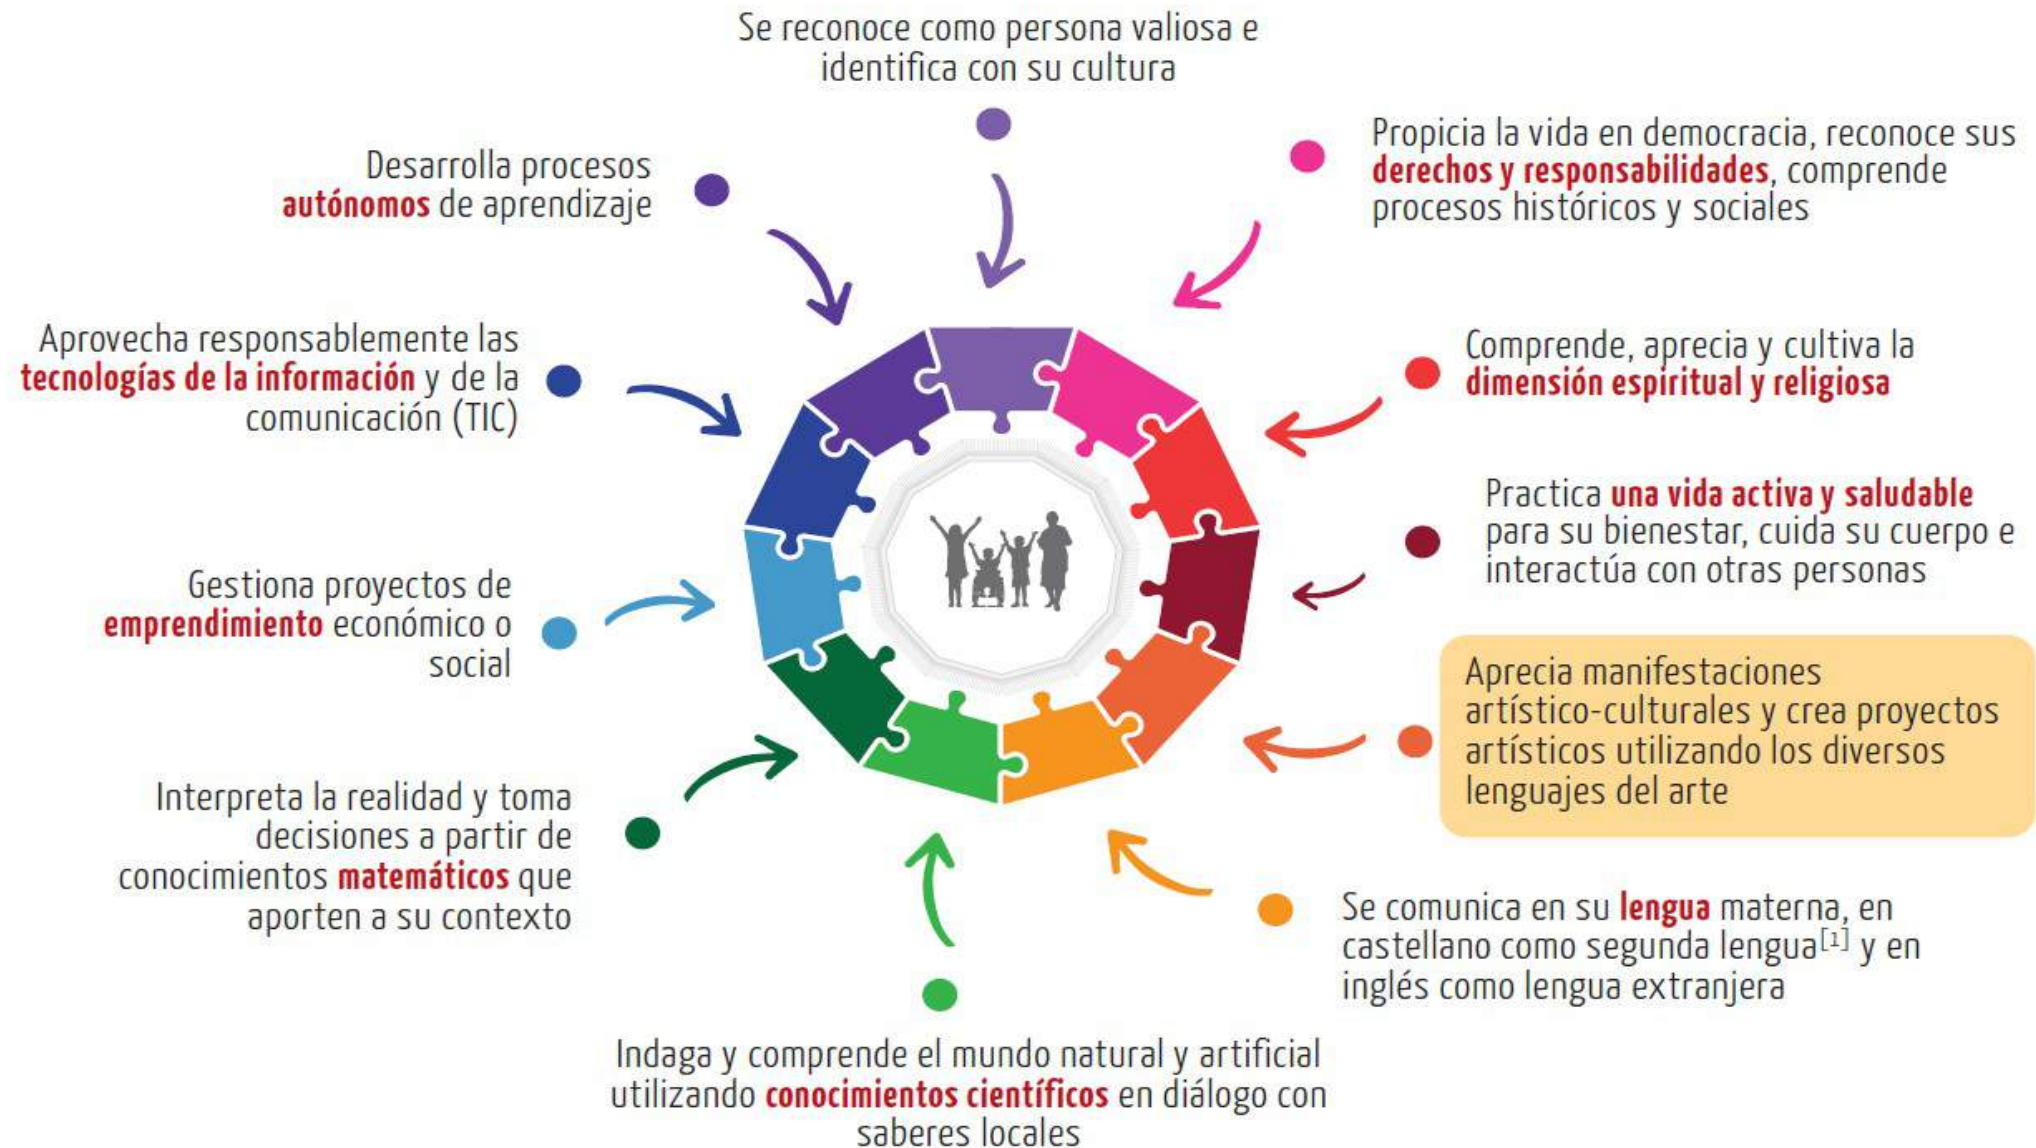 Se reconoce como persona valiosa e
identifica con su cultura
Propicia la vida en democracia, reconoce sus
derechos y responsabilidades, comprende
procesos históricos y sociales
Comprende, aprecia y cultiva la
dimensión espiritual y religiosa
Practica una vida activa y saludable
para su bienestar, cuida su cuerpo e
interactúa con otras personas
Aprecia manifestaciones
artístico-culturales y crea proyectos
artísticos utilizando los diversos
lenguajes del arte
Se comunica en su lengua materna, en
castellano como segunda lengua[1] y en
inglés como lengua extranjera
Indaga y comprende el mundo natural y artificial
utilizando conocimientos científicos en diálogo con
saberes locales
Interpreta la realidad y toma
decisiones a partir de
conocimientos matemáticos que
aporten a su contexto
Gestiona proyectos de
emprendimiento económico o
social
Aprovecha responsablemente las
tecnologías de la información y de la
comunicación (TIC)
Desarrolla procesos
autónomos de aprendizaje